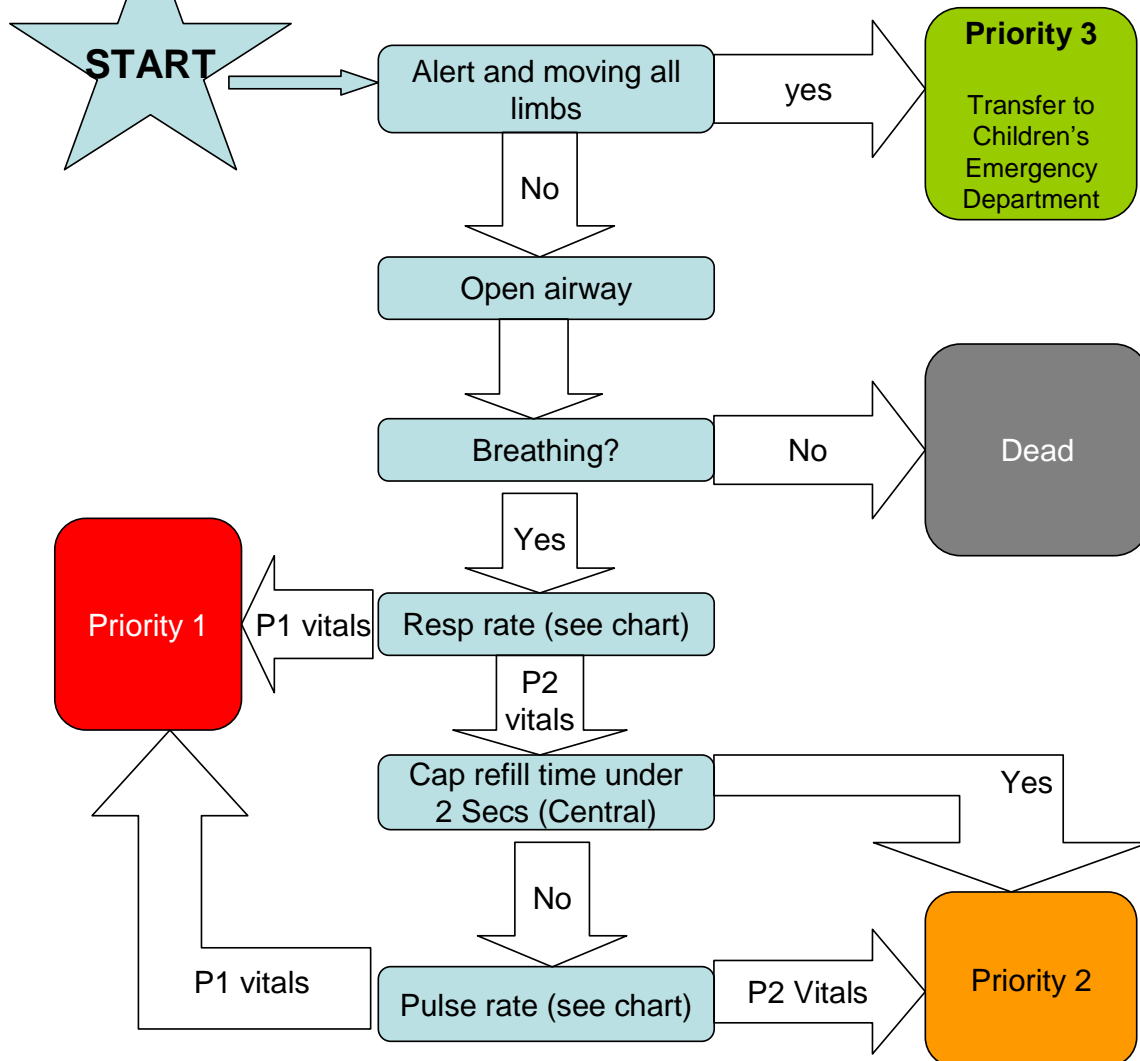 START
Alert and moving all
limbs
yes
Priority 3
Transfer to
Children's
Emergency
Department
No
Open airway
Breathing?
No
Dead
Yes
Priority 1
P1 vitals
Resp rate (see chart)
P2
vitals
Cap refill time under
2 Secs (Central)
Yes
No
P1 vitals
Pulse rate (see chart)
P2 Vitals
Priority 2